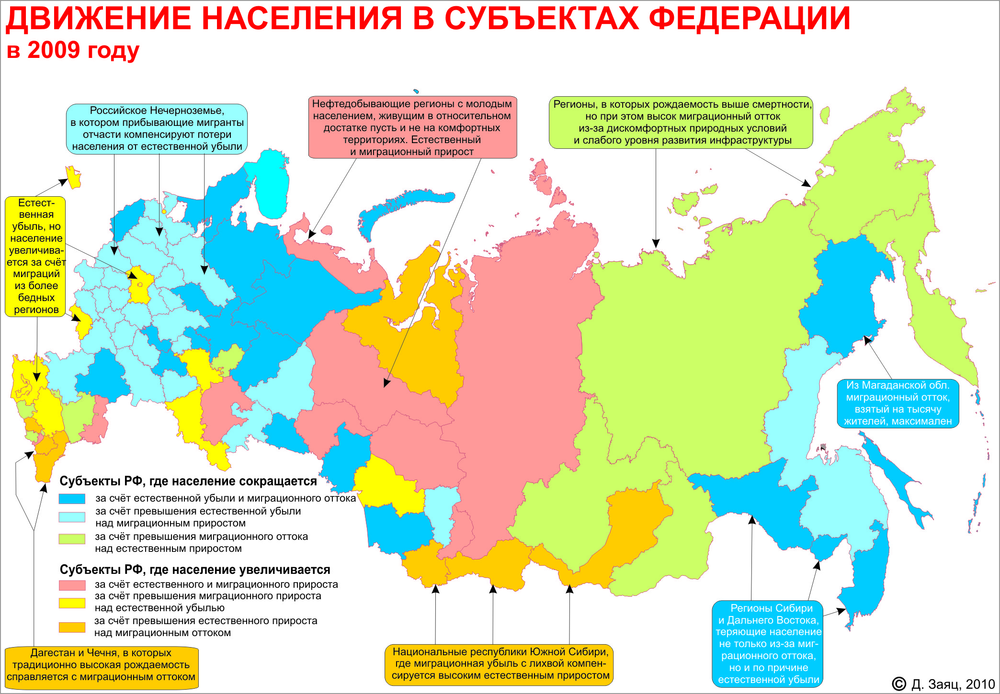 ДВИЖЕНИЕ НАСЕЛЕНИЯ В СУБЪЕКТАХ ФЕДЕРАЦИИ
в 2009 году
Российское Нечерноземье,
в котором прибывающие мигранты
отчасти компенсируют потери
населения от естественной убыли
Нефтедобывающие регионы с молодым
населением, живущим в относительном
достатке пусть и не на комфортных
территориях. Естественный
и миграционный прирост
Регионы, в которых рождаемость выше смертности,
но при этом высок миграционный отток
из-за дискомфортных природных условий
и слабого уровня развития инфраструктуры
Естест-
венная
убыль, но
население
увеличива-
ется за счёт
миграций
из более
бедных
регионов
Из Магаданской обл.
миграционный отток,
взятый на тысячу
жителей, максимален
Субъекты РФ, где население сокращается
за счёт естественной убыли и миграционного оттока
за счёт превышения естественной убыли
над миграционным приростом
за счёт превышения миграционного оттока
над естественным приростом
Субъекты РФ, где население увеличивается
за счёт естественного и миграционного прироста
за счёт превышения миграционного прироста
над естественной убылью
за счёт превышения естественного прироста
над миграционным оттоком
Дагестан и Чечня, в которых
традиционно высокая рождаемость
справляется с миграционным оттоком
Национальные республики Южной Сибири,
где миграционная убыль с лихвой компен-
сируется высоким естественным приростом
Регионы Сибири
и Дальнего Востока,
теряющие население
не только из-за миг-
рационного оттока,
но и по причине
естественной убыли
© Д. Заяц, 2010